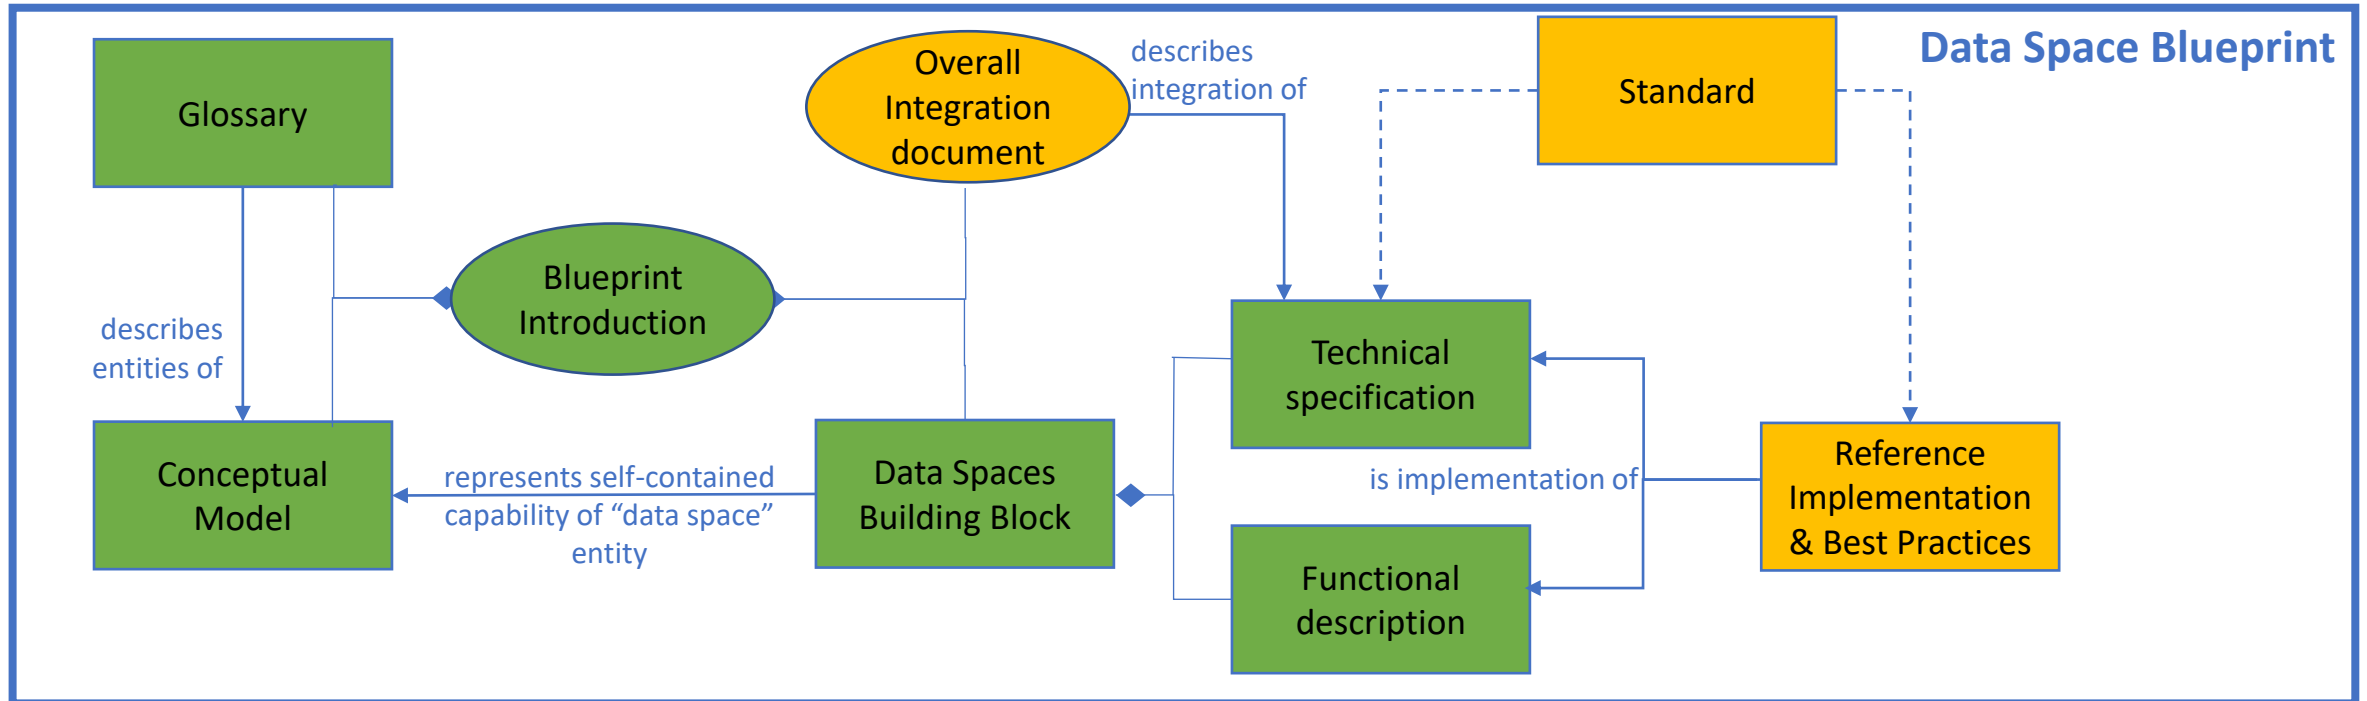 Data Space Blueprint
Glossary
Overall
Integration
document
describes
integration of
Standard
Blueprint
Introduction
describes
entities of
Technical
specification
Conceptual
Model
represents self-contained
capability of “data space”
entity
Data Spaces
Building Block
is implementation of
Reference
Implementation
& Best Practices
Functional
description